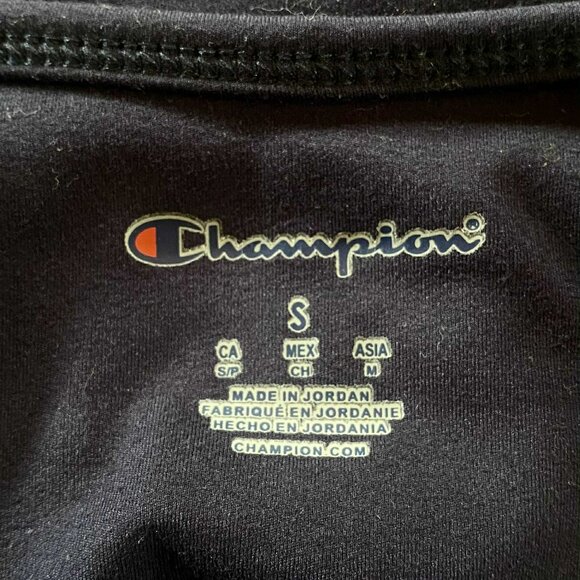 Champion®
S
CA MEX ASIA
S/P CH M
MADE IN JORDAN
FABRIQUÉ EN JORDANIE
HECHO EN JORDANIA
CHAMPION.COM